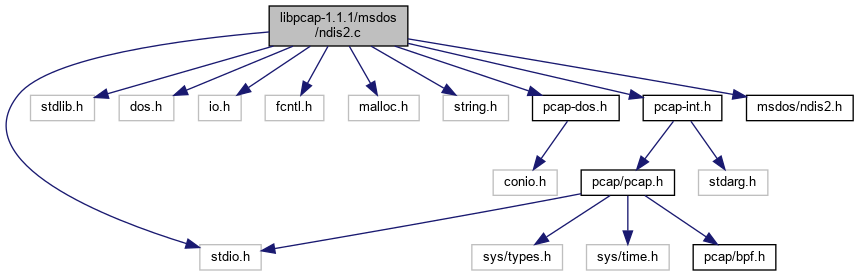 libpcap-1.1.1/msdos
/ndis2.c
stdlib.h
dos.h
io.h
fcntl.h
malloc.h
string.h
pcap-dos.h
pcap-int.h
msdos/ndis2.h
conio.h
pcap/pcap.h
stdarg.h
stdio.h
sys/types.h
sys/time.h
pcap/bpf.h